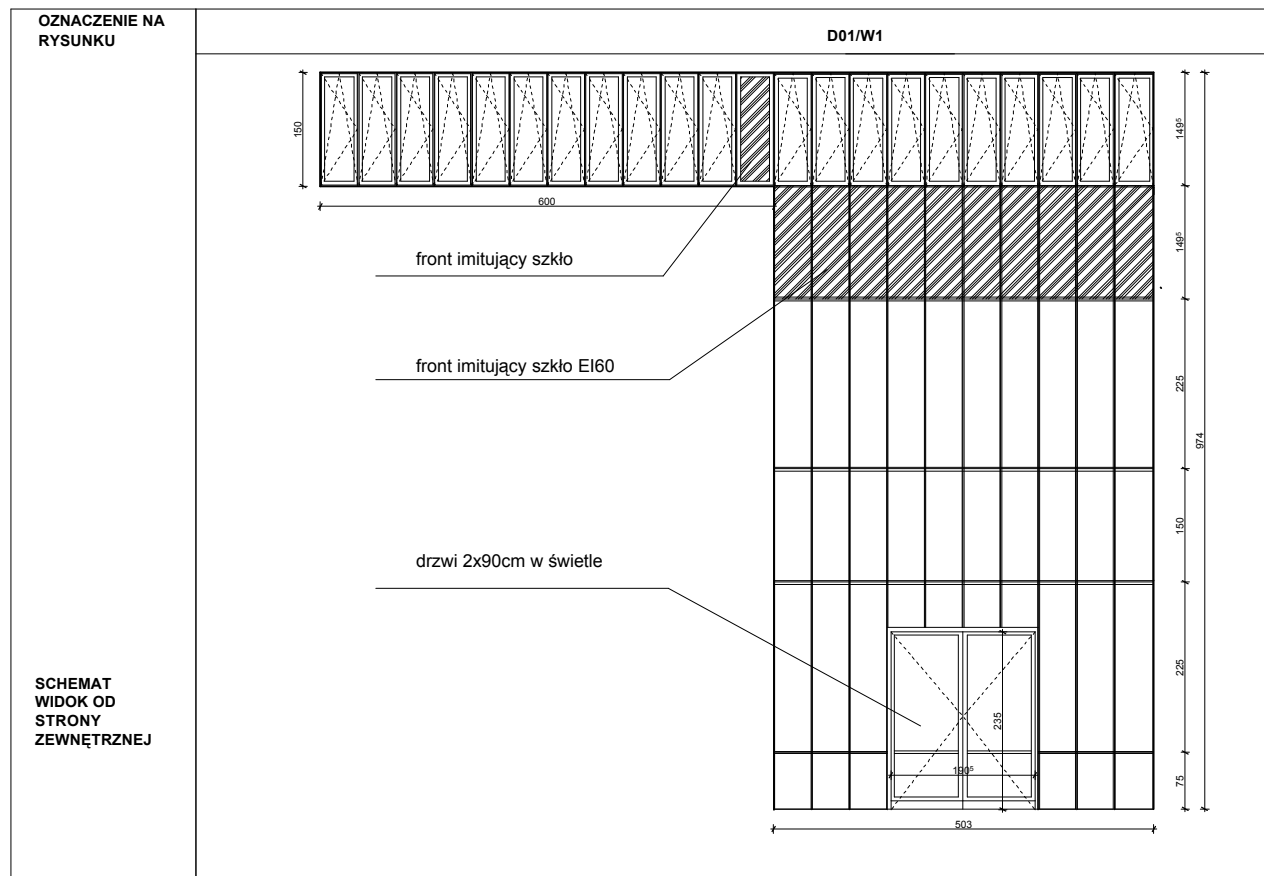 OZNACZENIE NA
RYSUNKU
D01/W1
150
149⁵
600
149⁵
front imitujący szkło
front imitujący szkło EI60
225
974
150
drzwi 2x90cm w świetle
225
SCHEMAT
WIDOK OD
STRONY
ZEWNĘTRZNEJ
235
190⁵
75
503